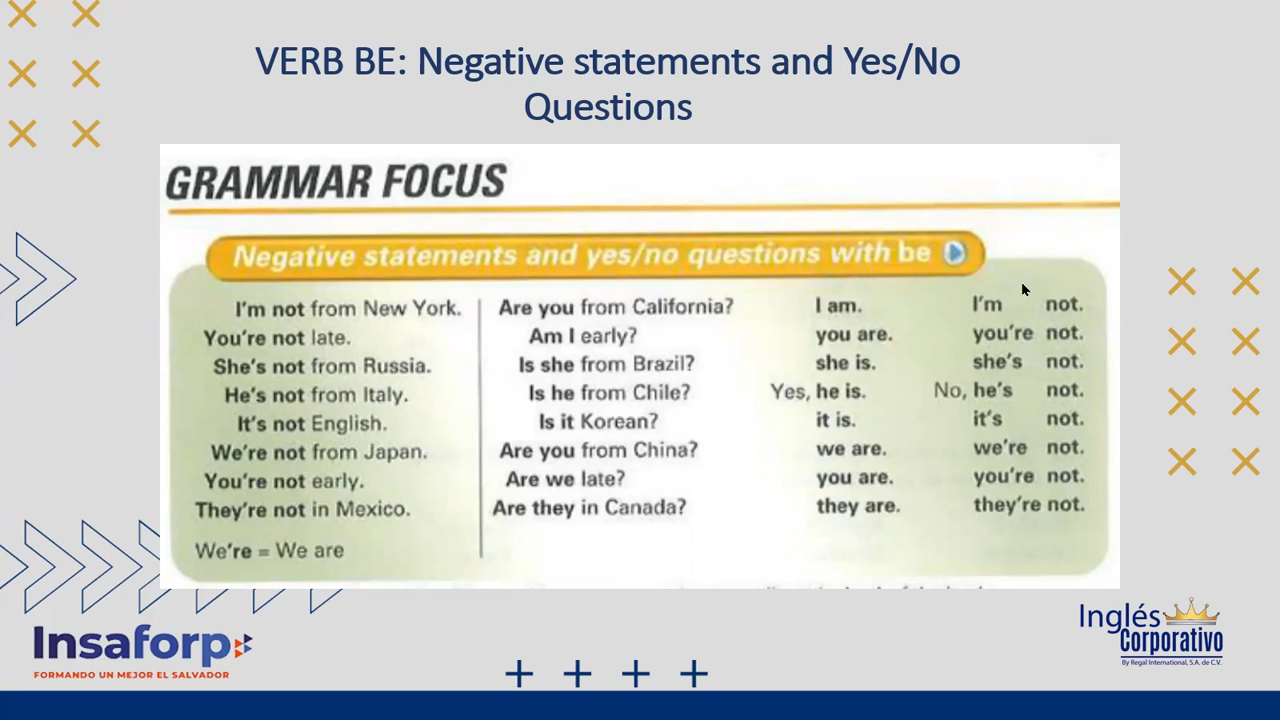 VERB BE: Negative statements and Yes/No
Questions
GRAMMAR FOCUS
Negative statements and yes/no questions with be
I'm not from New York.
You're not late.
She's not from Russia.
He's not from Italy.
It's not English.
We're not from Japan.
You're not early.
They're not in Mexico.
We're = We are
Are you from California? I am. I'm not.
Am I early? you are. you're not.
Is she from Brazil? she is. she's not.
Is he from Chile? Yes, he is. No, he's not.
Is it Korean? it is. it's not.
Are you from China? we are. we're not.
Are we late? you are. you're not.
Are they in Canada? they are. they're not.
Insaforp
FORMANDO UN MEJOR EL SALVADOR
Inglés
Corporativo
By Regal International, S.A. de C.V.